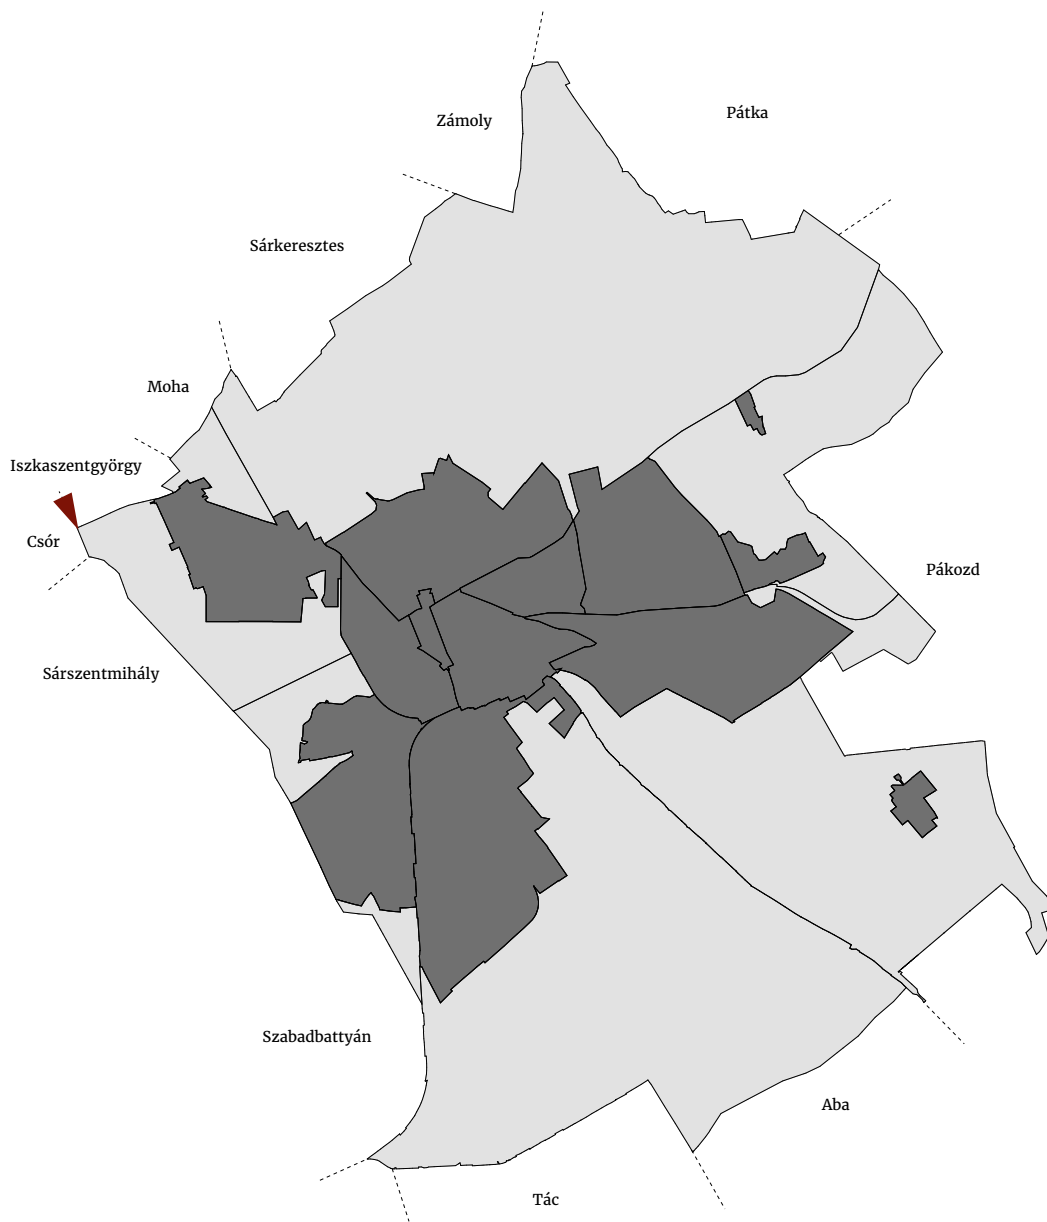 Pátka
Zámoly
Sárkeresztes
Moha
Iszkaszentgyörgy
Csór
Pákozd
Sárszentmihály
Szabadbattyán
Aba
Tác